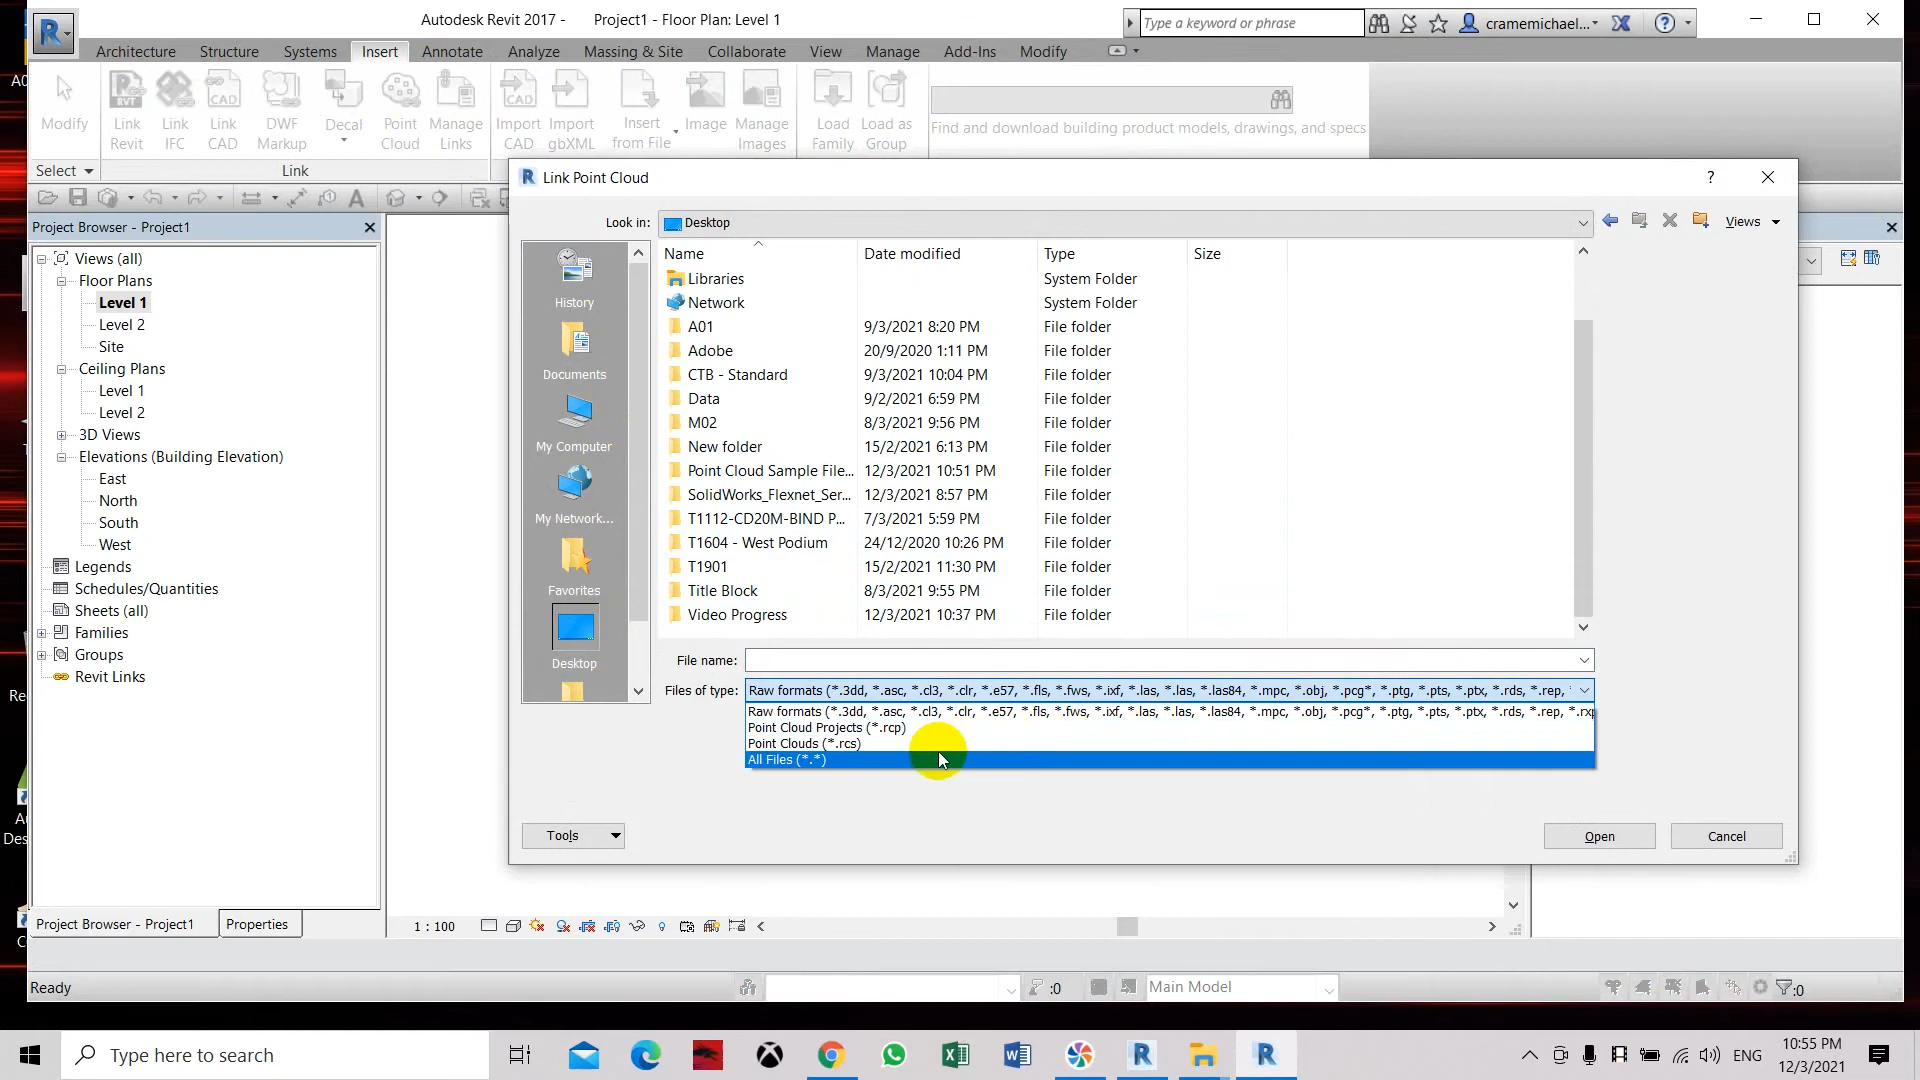 Autodesk Revit 2017 - Project1 - Floor Plan: Level 1
Type a keyword or phrase
cramemichael...
Architecture Structure Systems Insert Annotate Analyze Massing & Site Collaborate View Manage Add-Ins Modify
Modify
Link Revit
Link IFC
Link CAD
DWF Markup
Decal
Point Cloud
Manage Links
Import CAD
Import gbXML
Insert from File
Image
Manage Images
Load Family
Load as Group
Find and download building product models, drawings, and specs
Select
Link
Project Browser - Project1
Views (all)
Floor Plans
Level 1
Level 2
Site
Ceiling Plans
Level 1
Level 2
3D Views
Elevations (Building Elevation)
East
North
South
West
Legends
Schedules/Quantities
Sheets (all)
Families
Groups
Revit Links
Project Browser - Project1
Properties
Link Point Cloud
Look in: Desktop
Views
History
Documents
My Computer
My Network...
Favorites
Desktop
Name Date modified Type Size
Libraries System Folder
Network System Folder
A01 9/3/2021 8:20 PM File folder
Adobe 20/9/2020 1:11 PM File folder
CTB - Standard 9/3/2021 10:04 PM File folder
Data 9/2/2021 6:59 PM File folder
M02 8/3/2021 9:56 PM File folder
New folder 15/2/2021 6:13 PM File folder
Point Cloud Sample File... 12/3/2021 10:51 PM File folder
SolidWorks_Flexnet_Ser... 12/3/2021 8:57 PM File folder
T1112-CD20M-BIND P... 7/3/2021 5:59 PM File folder
T1604 - West Podium 24/12/2020 10:26 PM File folder
T1901 15/2/2021 11:30 PM File folder
Title Block 8/3/2021 9:55 PM File folder
Video Progress 12/3/2021 10:37 PM File folder
File name:
Files of type: Raw formats (*.3dd, *.asc, *.cl3, *.clr, *.e57, *.fls, *.fws, *.ixf, *.las, *.las, *.las84, *.mpc, *.obj, *.pcg*, *.ptg, *.pts, *.ptx, *.rds, *.rep,
Raw formats (*.3dd, *.asc, *.cl3, *.clr, *.e57, *.fls, *.fws, *.ixf, *.las, *.las, *.las84, *.mpc, *.obj, *.pcg*, *.ptg, *.pts, *.ptx, *.rds, *.rep, *.rxp
Point Cloud Projects (*.rcp)
Point Clouds (*.rcs)
All Files (*.*)
Tools
Open
Cancel
1 : 100
Ready
:0
Main Model
:0
Type here to search
ENG
10:55 PM
12/3/2021